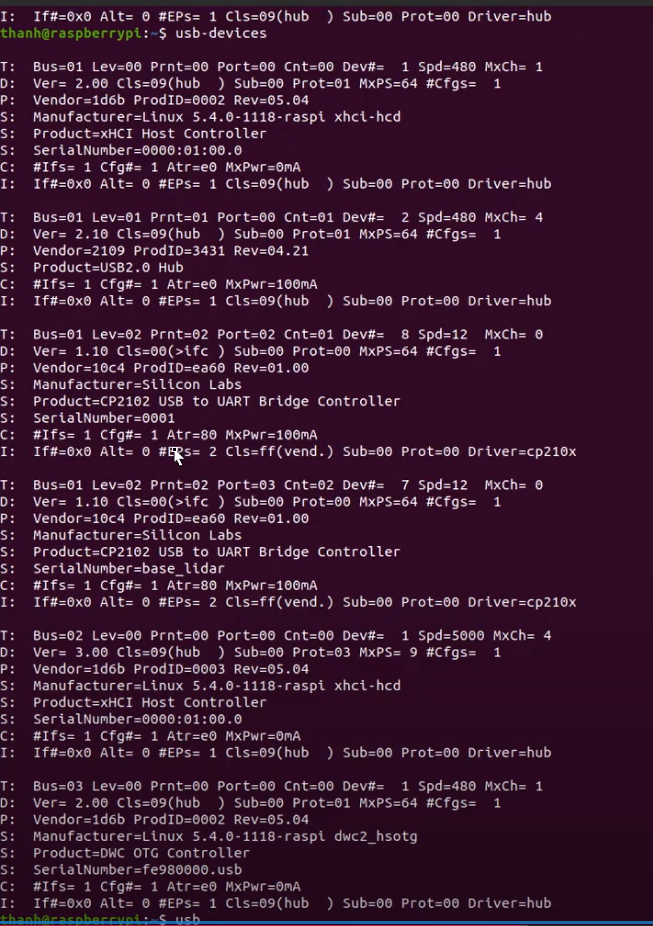 I:  If#=0x0 Alt= 0 #EPs= 1 Cls=09(hub  ) Sub=00 Prot=00 Driver=hub
thanh@raspberrypi:~$ usb-devices

T:  Bus=01 Lev=00 Prnt=00 Port=00 Cnt=00 Dev#=  1 Spd=480 MxCh= 1
D:  Ver= 2.00 Cls=09(hub  ) Sub=00 Prot=01 MxPS=64 #Cfgs=  1
P:  Vendor=1d6b ProdID=0002 Rev=05.04
S:  Manufacturer=Linux 5.4.0-1118-raspi xhci-hcd
S:  Product=xHCI Host Controller
S:  SerialNumber=0000:01:00.0
C:  #Ifs= 1 Cfg#= 1 Atr=e0 MxPwr=0mA
I:  If#=0x0 Alt= 0 #EPs= 1 Cls=09(hub  ) Sub=00 Prot=00 Driver=hub

T:  Bus=01 Lev=01 Prnt=01 Port=00 Cnt=01 Dev#=  2 Spd=480 MxCh= 4
D:  Ver= 2.10 Cls=09(hub  ) Sub=00 Prot=01 MxPS=64 #Cfgs=  1
P:  Vendor=2109 ProdID=3431 Rev=04.21
S:  Product=USB2.0 Hub
C:  #Ifs= 1 Cfg#= 1 Atr=e0 MxPwr=100mA
I:  If#=0x0 Alt= 0 #EPs= 1 Cls=09(hub  ) Sub=00 Prot=00 Driver=hub

T:  Bus=01 Lev=02 Prnt=02 Port=02 Cnt=01 Dev#=  8 Spd=12  MxCh= 0
D:  Ver= 1.10 Cls=00(>ifc ) Sub=00 Prot=00 MxPS=64 #Cfgs=  1
P:  Vendor=10c4 ProdID=ea60 Rev=01.00
S:  Manufacturer=Silicon Labs
S:  Product=CP2102 USB to UART Bridge Controller
S:  SerialNumber=0001
C:  #Ifs= 1 Cfg#= 1 Atr=80 MxPwr=100mA
I:  If#=0x0 Alt= 0 #EPs= 2 Cls=ff(vend.) Sub=00 Prot=00 Driver=cp210x

T:  Bus=01 Lev=02 Prnt=02 Port=03 Cnt=02 Dev#=  7 Spd=12  MxCh= 0
D:  Ver= 1.10 Cls=00(>ifc ) Sub=00 Prot=00 MxPS=64 #Cfgs=  1
P:  Vendor=10c4 ProdID=ea60 Rev=01.00
S:  Manufacturer=Silicon Labs
S:  Product=CP2102 USB to UART Bridge Controller
S:  SerialNumber=base_lidar
C:  #Ifs= 1 Cfg#= 1 Atr=80 MxPwr=100mA
I:  If#=0x0 Alt= 0 #EPs= 2 Cls=ff(vend.) Sub=00 Prot=00 Driver=cp210x

T:  Bus=02 Lev=00 Prnt=00 Port=00 Cnt=00 Dev#=  1 Spd=5000 MxCh= 4
D:  Ver= 3.00 Cls=09(hub  ) Sub=00 Prot=03 MxPS= 9 #Cfgs=  1
P:  Vendor=1d6b ProdID=0003 Rev=05.04
S:  Manufacturer=Linux 5.4.0-1118-raspi xhci-hcd
S:  Product=xHCI Host Controller
S:  SerialNumber=0000:01:00.0
C:  #Ifs= 1 Cfg#= 1 Atr=e0 MxPwr=0mA
I:  If#=0x0 Alt= 0 #EPs= 1 Cls=09(hub  ) Sub=00 Prot=00 Driver=hub

T:  Bus=03 Lev=00 Prnt=00 Port=00 Cnt=00 Dev#=  1 Spd=480 MxCh= 1
D:  Ver= 2.00 Cls=09(hub  ) Sub=00 Prot=01 MxPS=64 #Cfgs=  1
P:  Vendor=1d6b ProdID=0002 Rev=05.04
S:  Manufacturer=Linux 5.4.0-1118-raspi dwc2_hsotg
S:  Product=DWC OTG Controller
S:  SerialNumber=fe980000.usb
C:  #Ifs= 1 Cfg#= 1 Atr=e0 MxPwr=0mA
I:  If#=0x0 Alt= 0 #EPs= 1 Cls=09(hub  ) Sub=00 Prot=00 Driver=hub
thanh@raspberrypi:~$ usb